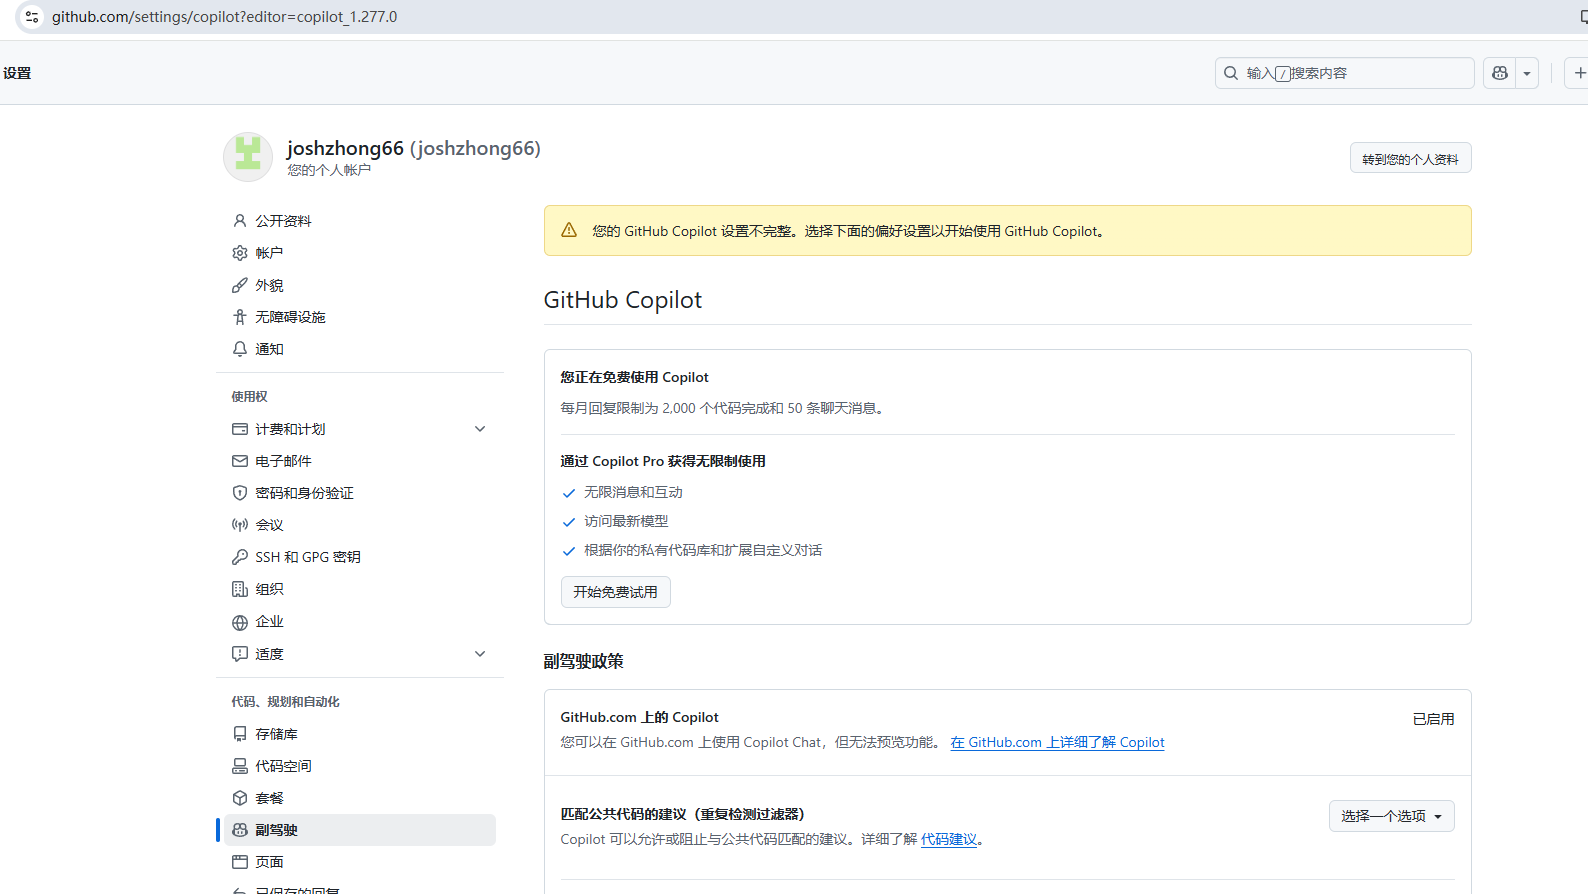 github.com/settings/copilot?editor=copilot_1.277.0
设置
输入/搜索内容
joshzhong66 (joshzhong66)
您的个人帐户
转到您的个人资料
公开资料
帐户
外貌
无障碍设施
通知
使用权
计费和计划
电子邮件
密码和身份验证
会议
SSH 和 GPG 密钥
组织
企业
适度
代码、规划和自动化
存储库
代码空间
套餐
副驾驶
页面
已保存的回复
您的 GitHub Copilot 设置不完整。选择下面的偏好设置以开始使用 GitHub Copilot。
GitHub Copilot
您正在免费使用 Copilot
每月回复限制为 2,000 个代码完成和 50 条聊天消息。
通过 Copilot Pro 获得无限制使用
无限消息和互动
访问最新模型
根据你的私有代码库和扩展自定义对话
开始免费试用
副驾驶政策
GitHub.com 上的 Copilot
已启用
您可以在 GitHub.com 上使用 Copilot Chat，但无法预览功能。 在 GitHub.com 上详细了解 Copilot
匹配公共代码的建议（重复检测过滤器）
选择一个选项
Copilot 可以允许或阻止与公共代码匹配的建议。详细了解 代码建议。